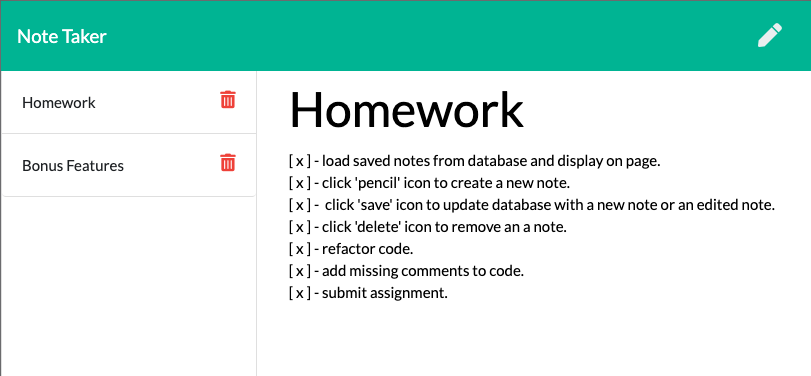 Note Taker
Homework
Bonus Features
Homework
[ x ] - load saved notes from database and display on page.
[ x ] - click 'pencil' icon to create a new note.
[ x ] -  click 'save' icon to update database with a new note or an edited note.
[ x ] - click 'delete' icon to remove an a note.
[ x ] - refactor code.
[ x ] - add missing comments to code.
[ x ] - submit assignment.